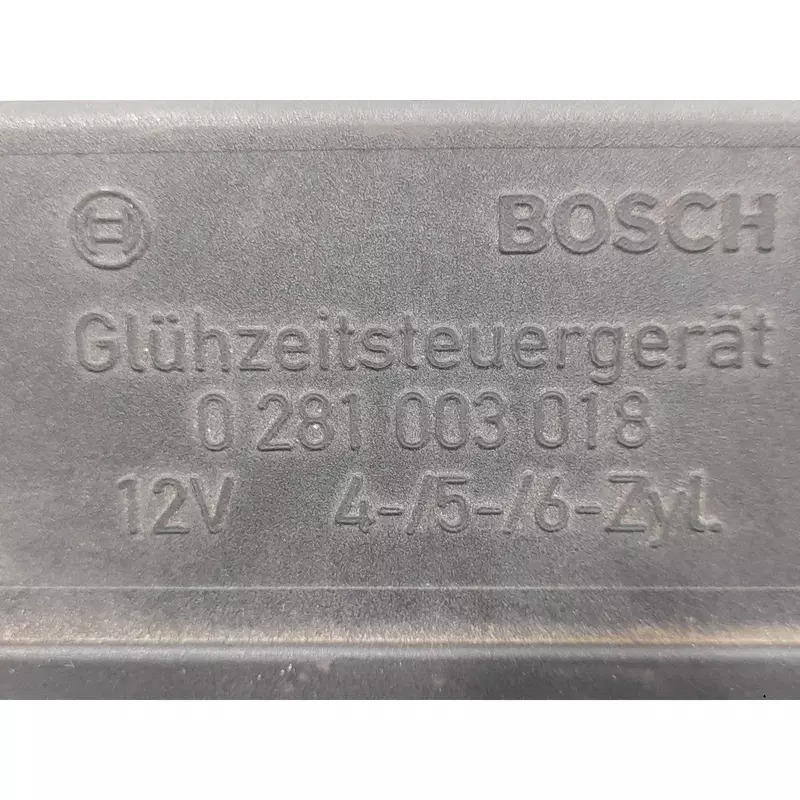 BOSCH
Glühzeitsteuergerät
0 281 003 018
12V 4-/5-/6-Zyl.